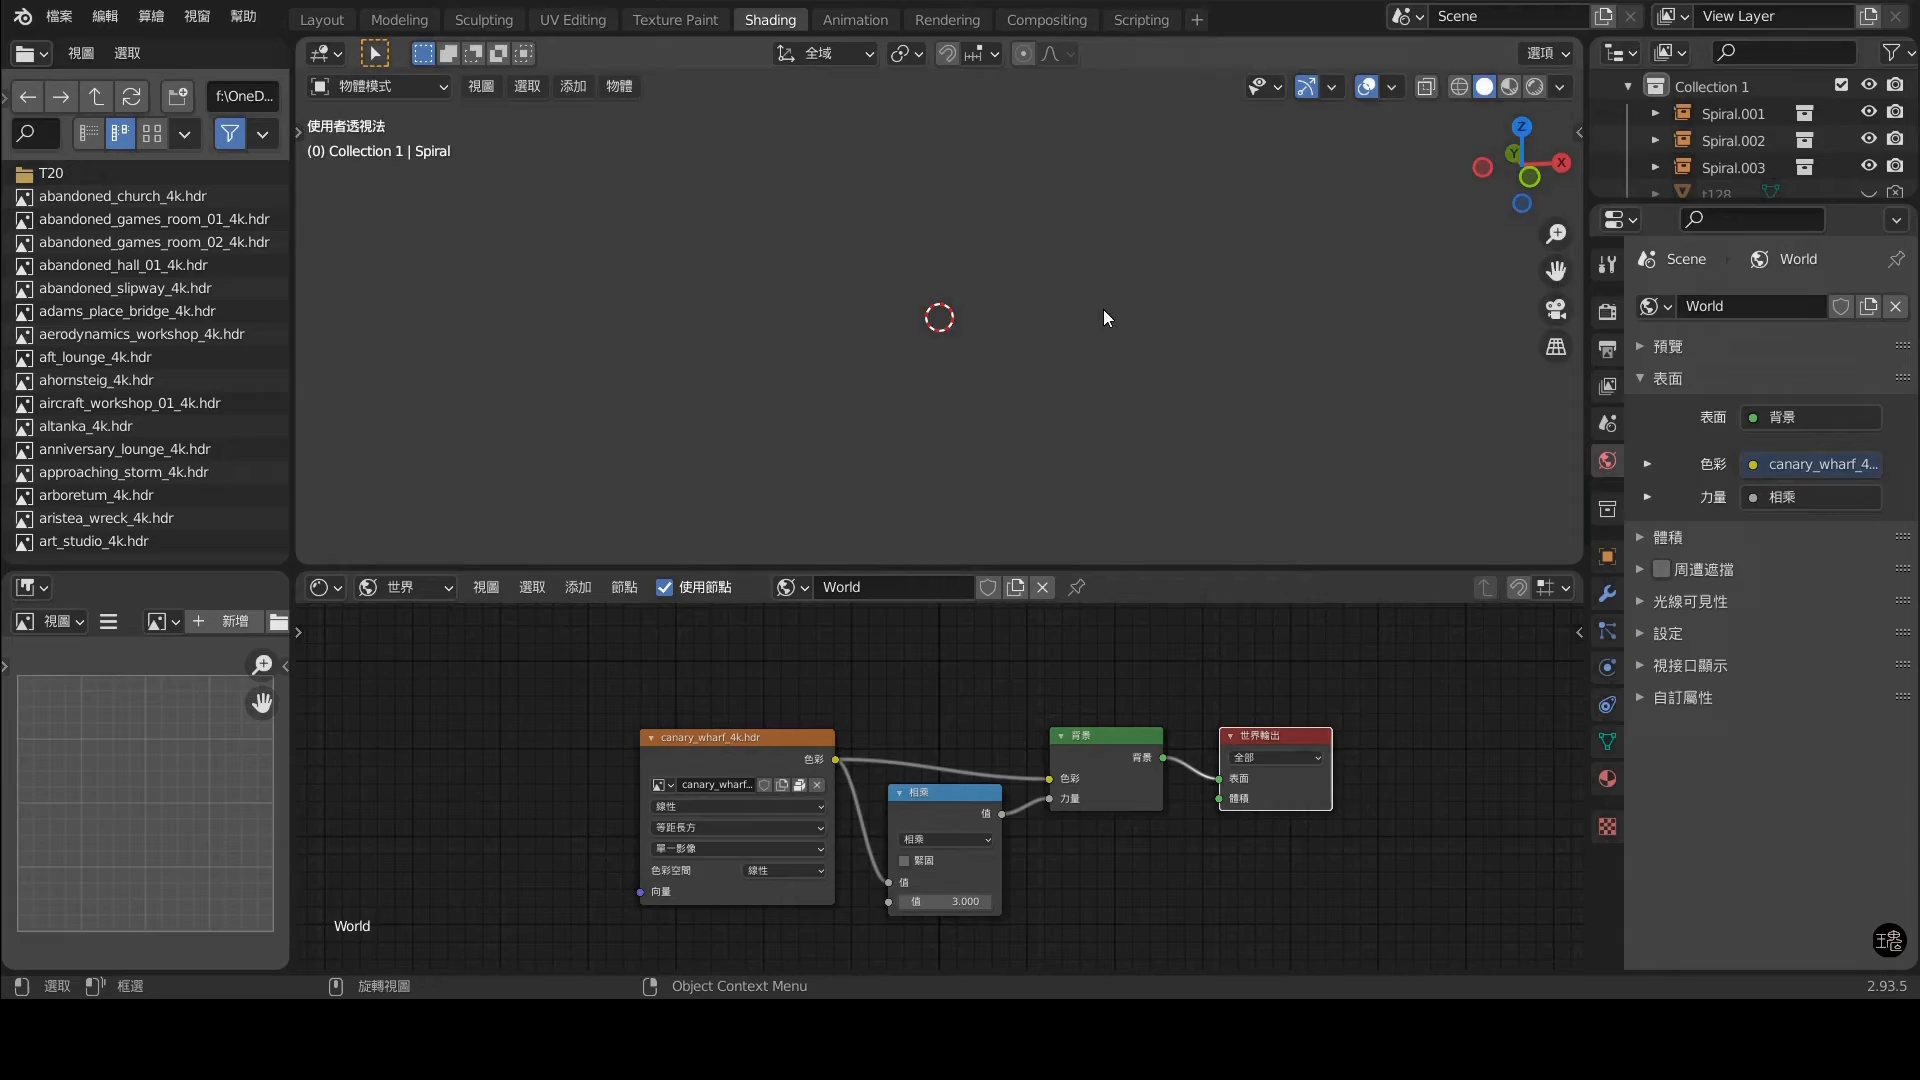 檔案 編輯 算繪 視窗 幫助
Layout Modeling Sculpting UV Editing Texture Paint Shading Animation Rendering Compositing Scripting +
Scene
View Layer
視圖 選取
全域
選項
f:\OneD...
物體模式
視圖 選取 添加 物體
使用者透視法
(0) Collection 1 | Spiral
Z
Y
X
T20
abandoned_church_4k.hdr
abandoned_games_room_01_4k.hdr
abandoned_games_room_02_4k.hdr
abandoned_hall_01_4k.hdr
abandoned_slipway_4k.hdr
adams_place_bridge_4k.hdr
aerodynamics_workshop_4k.hdr
aft_lounge_4k.hdr
ahornsteig_4k.hdr
aircraft_workshop_01_4k.hdr
altanka_4k.hdr
anniversary_lounge_4k.hdr
approaching_storm_4k.hdr
arboretum_4k.hdr
aristea_wreck_4k.hdr
art_studio_4k.hdr
Collection 1
Spiral.001
Spiral.002
Spiral.003
t128
Scene
World
World
預覽
表面
表面 背景
色彩 canary_wharf_4...
力量 相乘
體積
周遭遮擋
光線可見性
設定
視接口顯示
自訂屬性
視圖
+ 新增
世界
視圖 選取 添加 節點 使用節點
World
canary_wharf_4k.hdr
色彩
canary_wharf...
線性
等距長方
單一影像
色彩空間 線性
向量
相乘
值
相乘
緊固
值
值 3.000
背景
背景
色彩
力量
世界輸出
全部
表面
體積
World
選取 框選 旋轉視圖 Object Context Menu
2.93.5